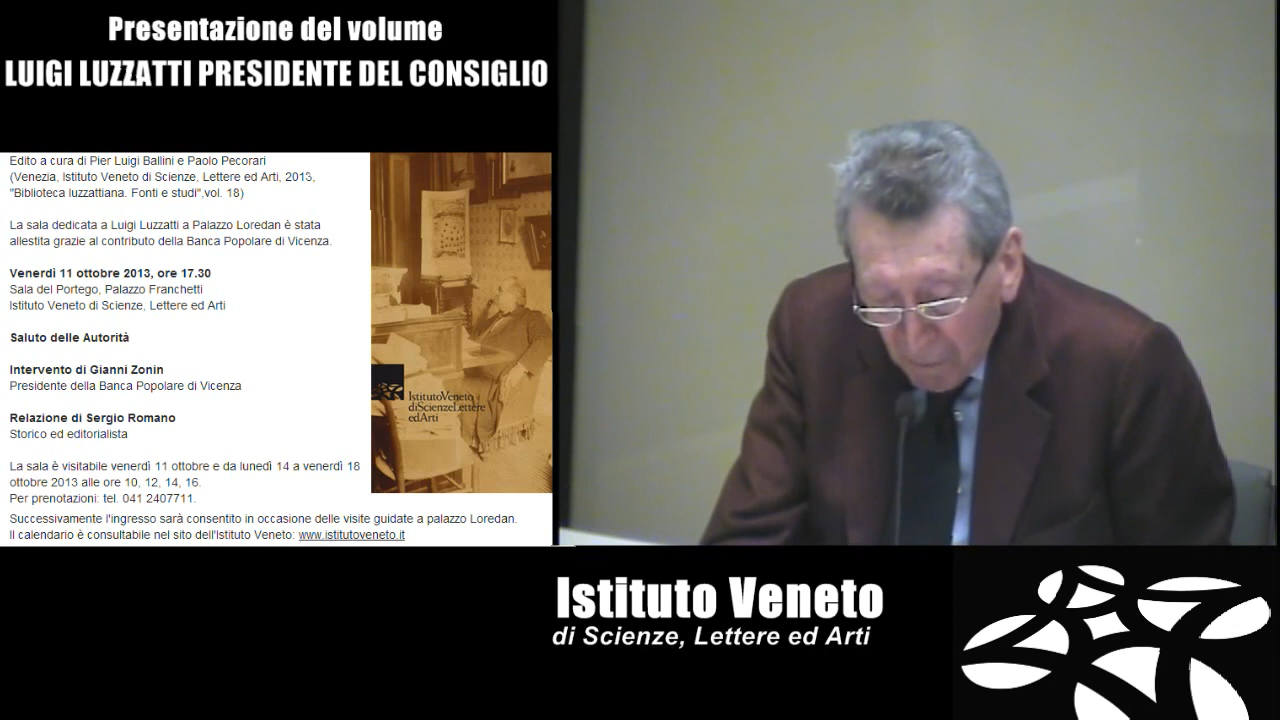 Presentazione del volume
LUIGI LUZZATTI PRESIDENTE DEL CONSIGLIO
Edito a cura di Pier Luigi Ballini e Paolo Pecorari
(Venezia, Istituto Veneto di Scienze, Lettere ed Arti, 2013,
"Biblioteca luzzattiana. Fonti e studi",vol. 18)
La sala dedicata a Luigi Luzzatti a Palazzo Loredan è stata
allestita grazie al contributo della Banca Popolare di Vicenza.
Venerdì 11 ottobre 2013, ore 17.30
Sala del Portego, Palazzo Franchetti
Istituto Veneto di Scienze, Lettere ed Arti
Saluto delle Autorità
Intervento di Gianni Zonin
Presidente della Banca Popolare di Vicenza
Relazione di Sergio Romano
Storico ed editorialista
La sala è visitabile venerdì 11 ottobre e da lunedì 14 a venerdì 18
ottobre 2013 alle ore 10, 12, 14, 16.
Per prenotazioni: tel. 041 2407711.
Successivamente l'ingresso sarà consentito in occasione delle visite guidate a palazzo Loredan.
Il calendario è consultabile nel sito dell'Istituto Veneto: www.istitutoveneto.it
IstitutoVeneto
diScienzeLettere
edArti
Istituto Veneto
di Scienze, Lettere ed Arti